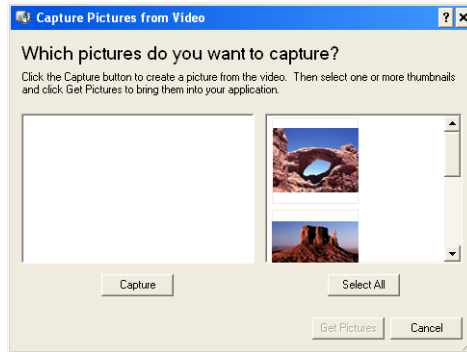 Capture Pictures from Video
Which pictures do you want to capture?
Click the Capture button to create a picture from the video. Then select one or more thumbnails
and click Get Pictures to bring them into your application.
Capture
Select All
Get Pictures
Cancel